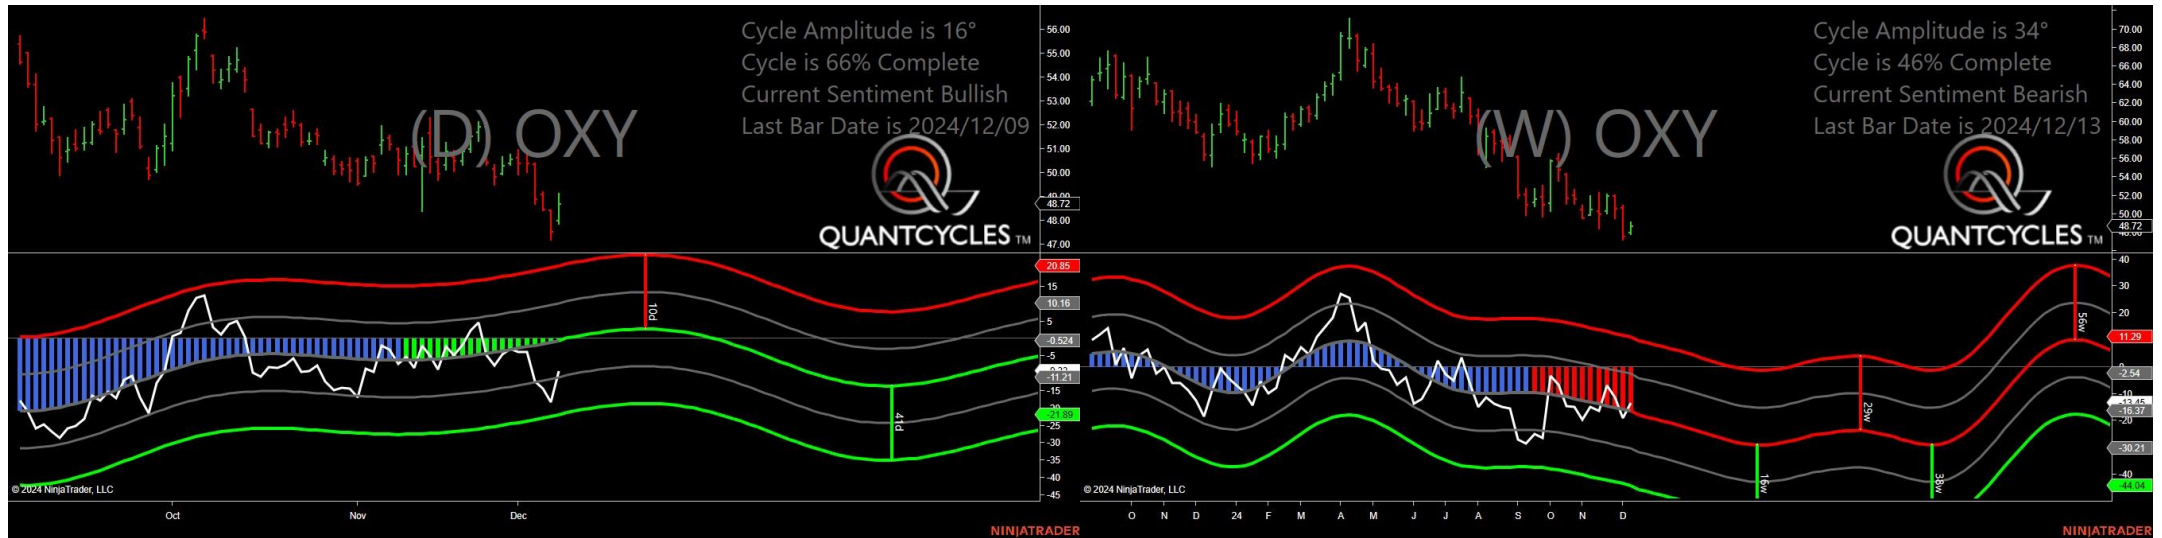 Cycle Amplitude is 16°
Cycle is 66% Complete
Current Sentiment Bullish
Last Bar Date is 2024/12/09
(D) OXY
QUANTCYCLES TM
56.00
55.00
54.00
53.00
52.00
51.00
50.00
49.00
48.72
48.00
47.00
20.85
15
10.16
5
-0.524
-5
-11.21
-15
-21.89
-25
-30
-35
-40
-45
10d
41d
© 2024 NinjaTrader, LLC
Oct Nov Dec
NINJATRADER
Cycle Amplitude is 34°
Cycle is 46% Complete
Current Sentiment Bearish
Last Bar Date is 2024/12/13
(W) OXY
QUANTCYCLES TM
70.00
68.00
66.00
64.00
62.00
60.00
58.00
56.00
54.00
52.00
50.00
48.72
40
30
20
11.29
-2.54
-10
-13.45
-16.37
-20
-30.21
-40
-44.04
56w
29w
16w
38w
© 2024 NinjaTrader, LLC
O N D 24 F M A M J J A S O N D
NINJATRADER